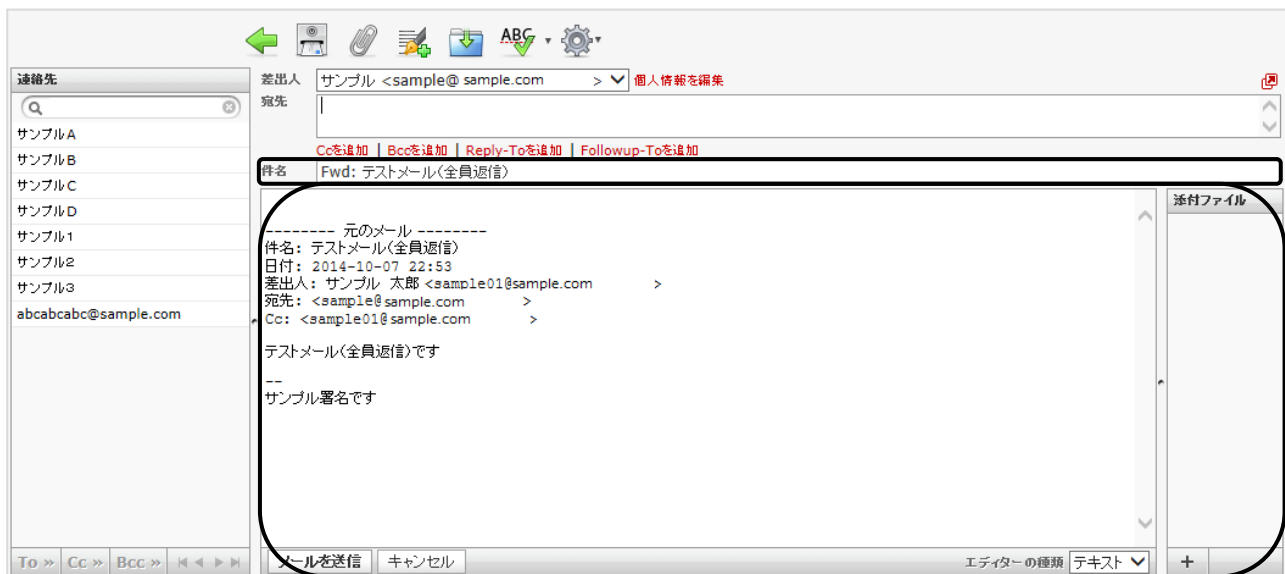 ABC
連絡先
サンプルA
サンプルB
サンプルC
サンプルD
サンプル1
サンプル2
サンプル3
abcabcabc@sample.com
To » Cc » Bcc »
差出人 サンプル <sample@ sample.com > 個人情報を編集
宛先
Ccを追加 | Bccを追加 | Reply-Toを追加 | Followup-Toを追加
件名 Fwd: テストメール(全員返信)
-------- 元のメール --------
件名: テストメール(全員返信)
日付: 2014-10-07 22:53
差出人: サンプル 太郎 <sample01@sample.com >
宛先: <sample@sample.com >
Cc: <sample01@sample.com >
テストメール(全員返信)です
--
サンプル署名です
メールを送信 キャンセル エディターの種類 テキスト
添付ファイル
+